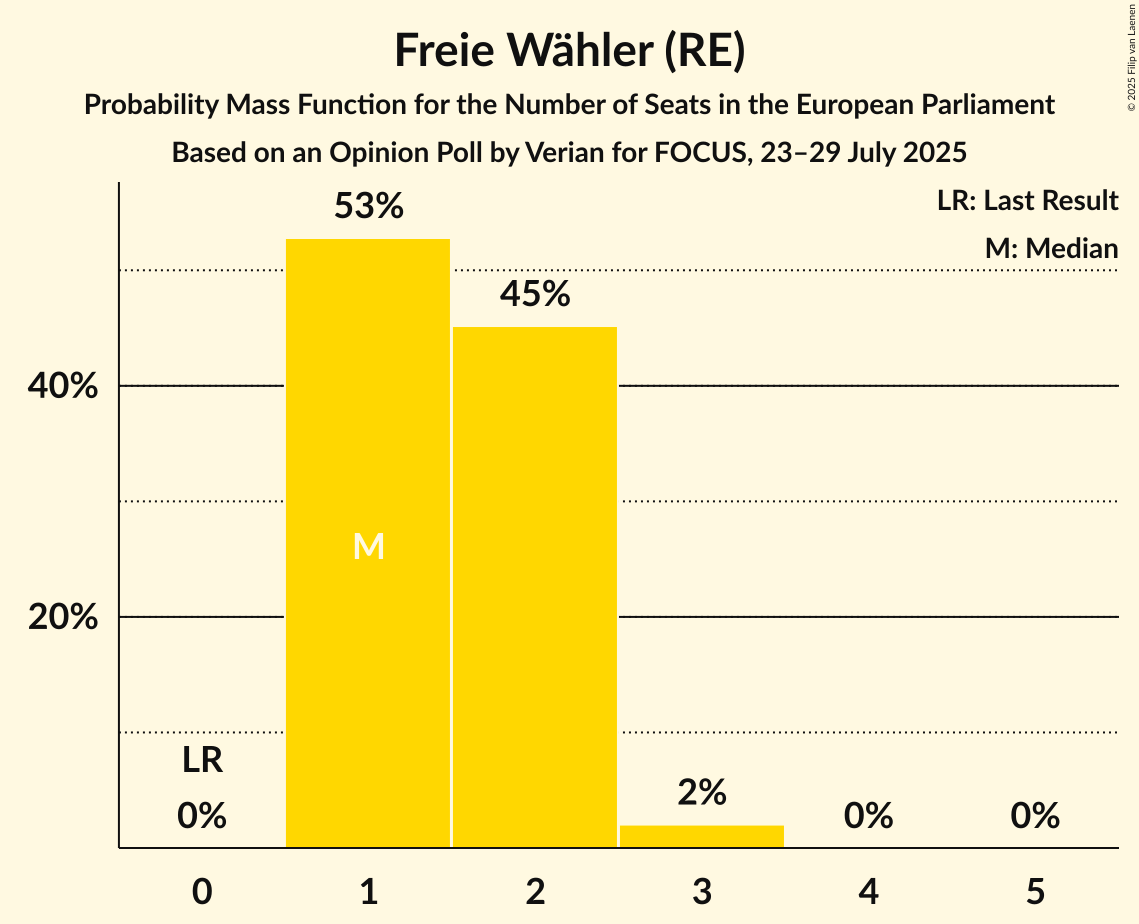 Freie Wähler (RE)
Probability Mass Function for the Number of Seats in the European Parliament
Based on an Opinion Poll by Verian for FOCUS, 23–29 July 2025
© 2025 Filip van Laenen
LR: Last Result
M: Median
53%
45%
40%
M
20%
LR
0%
2%
0%
0%
0
1
2
3
4
5